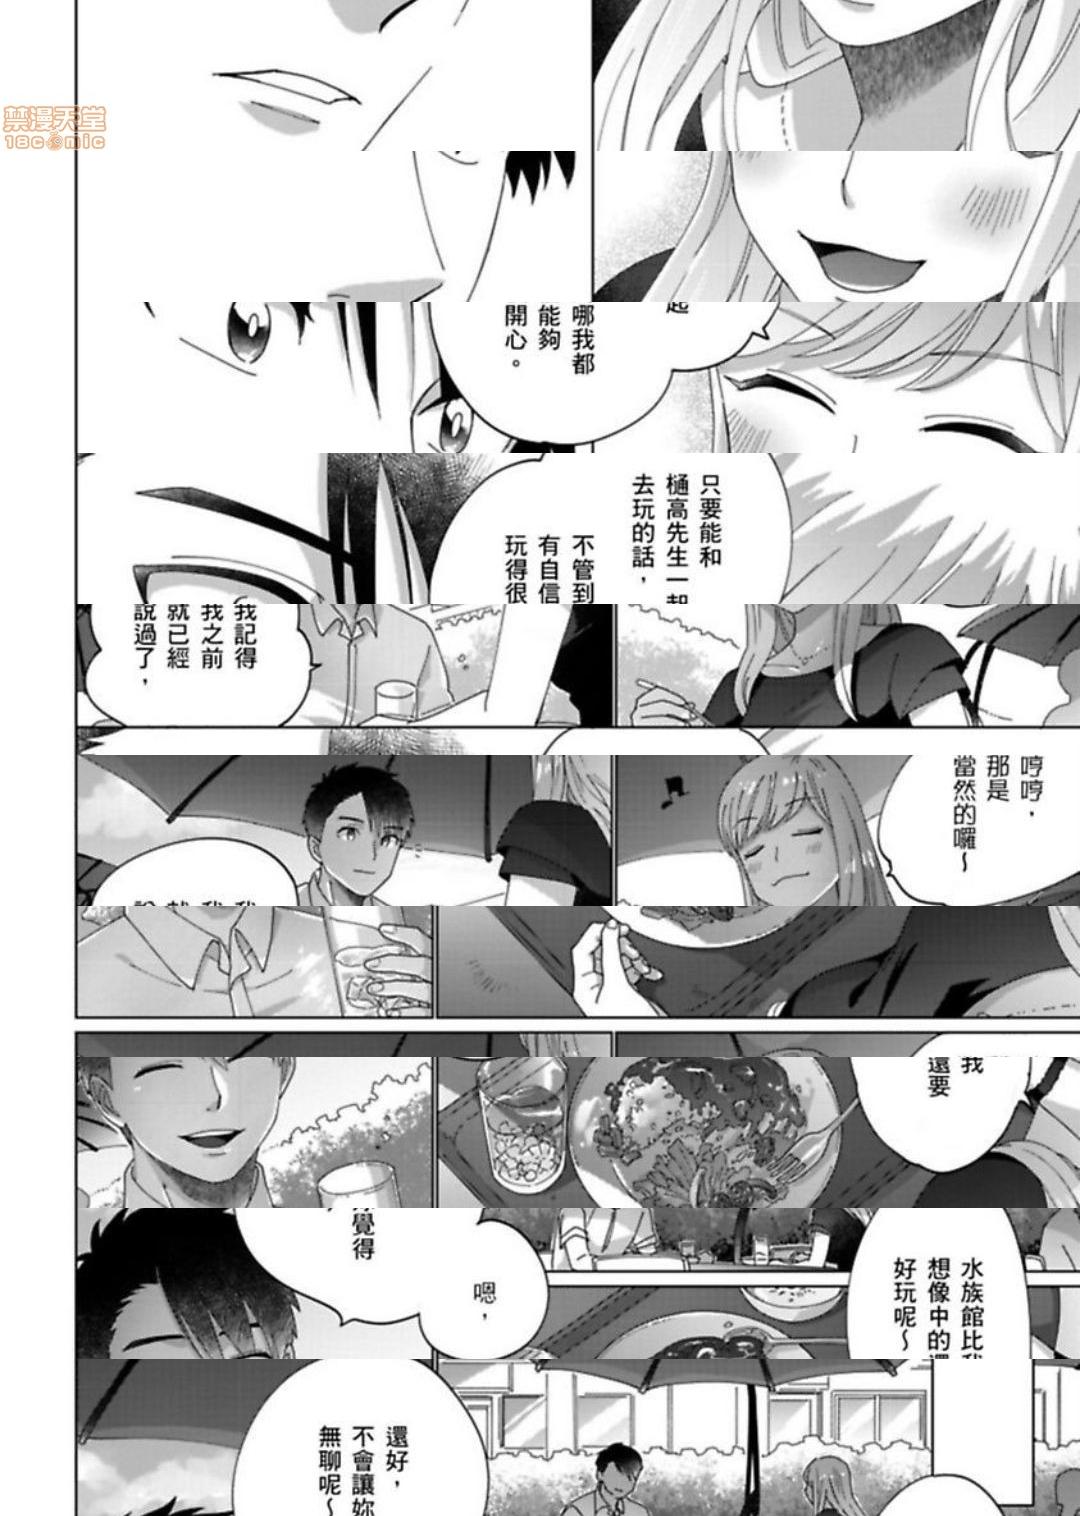 禁漫天堂
18comic
哪我都
能夠
開心。
只要能和
樋高先生一
去玩的話，
不管到
有自信
玩得很
我記得
我之前
就已經
說過了，
哼哼，
那是
當然的囉～
我
還要
水族館比我
想像中的
好玩呢～
嗯，
覺得
還好，
不會讓妳
無聊呢～